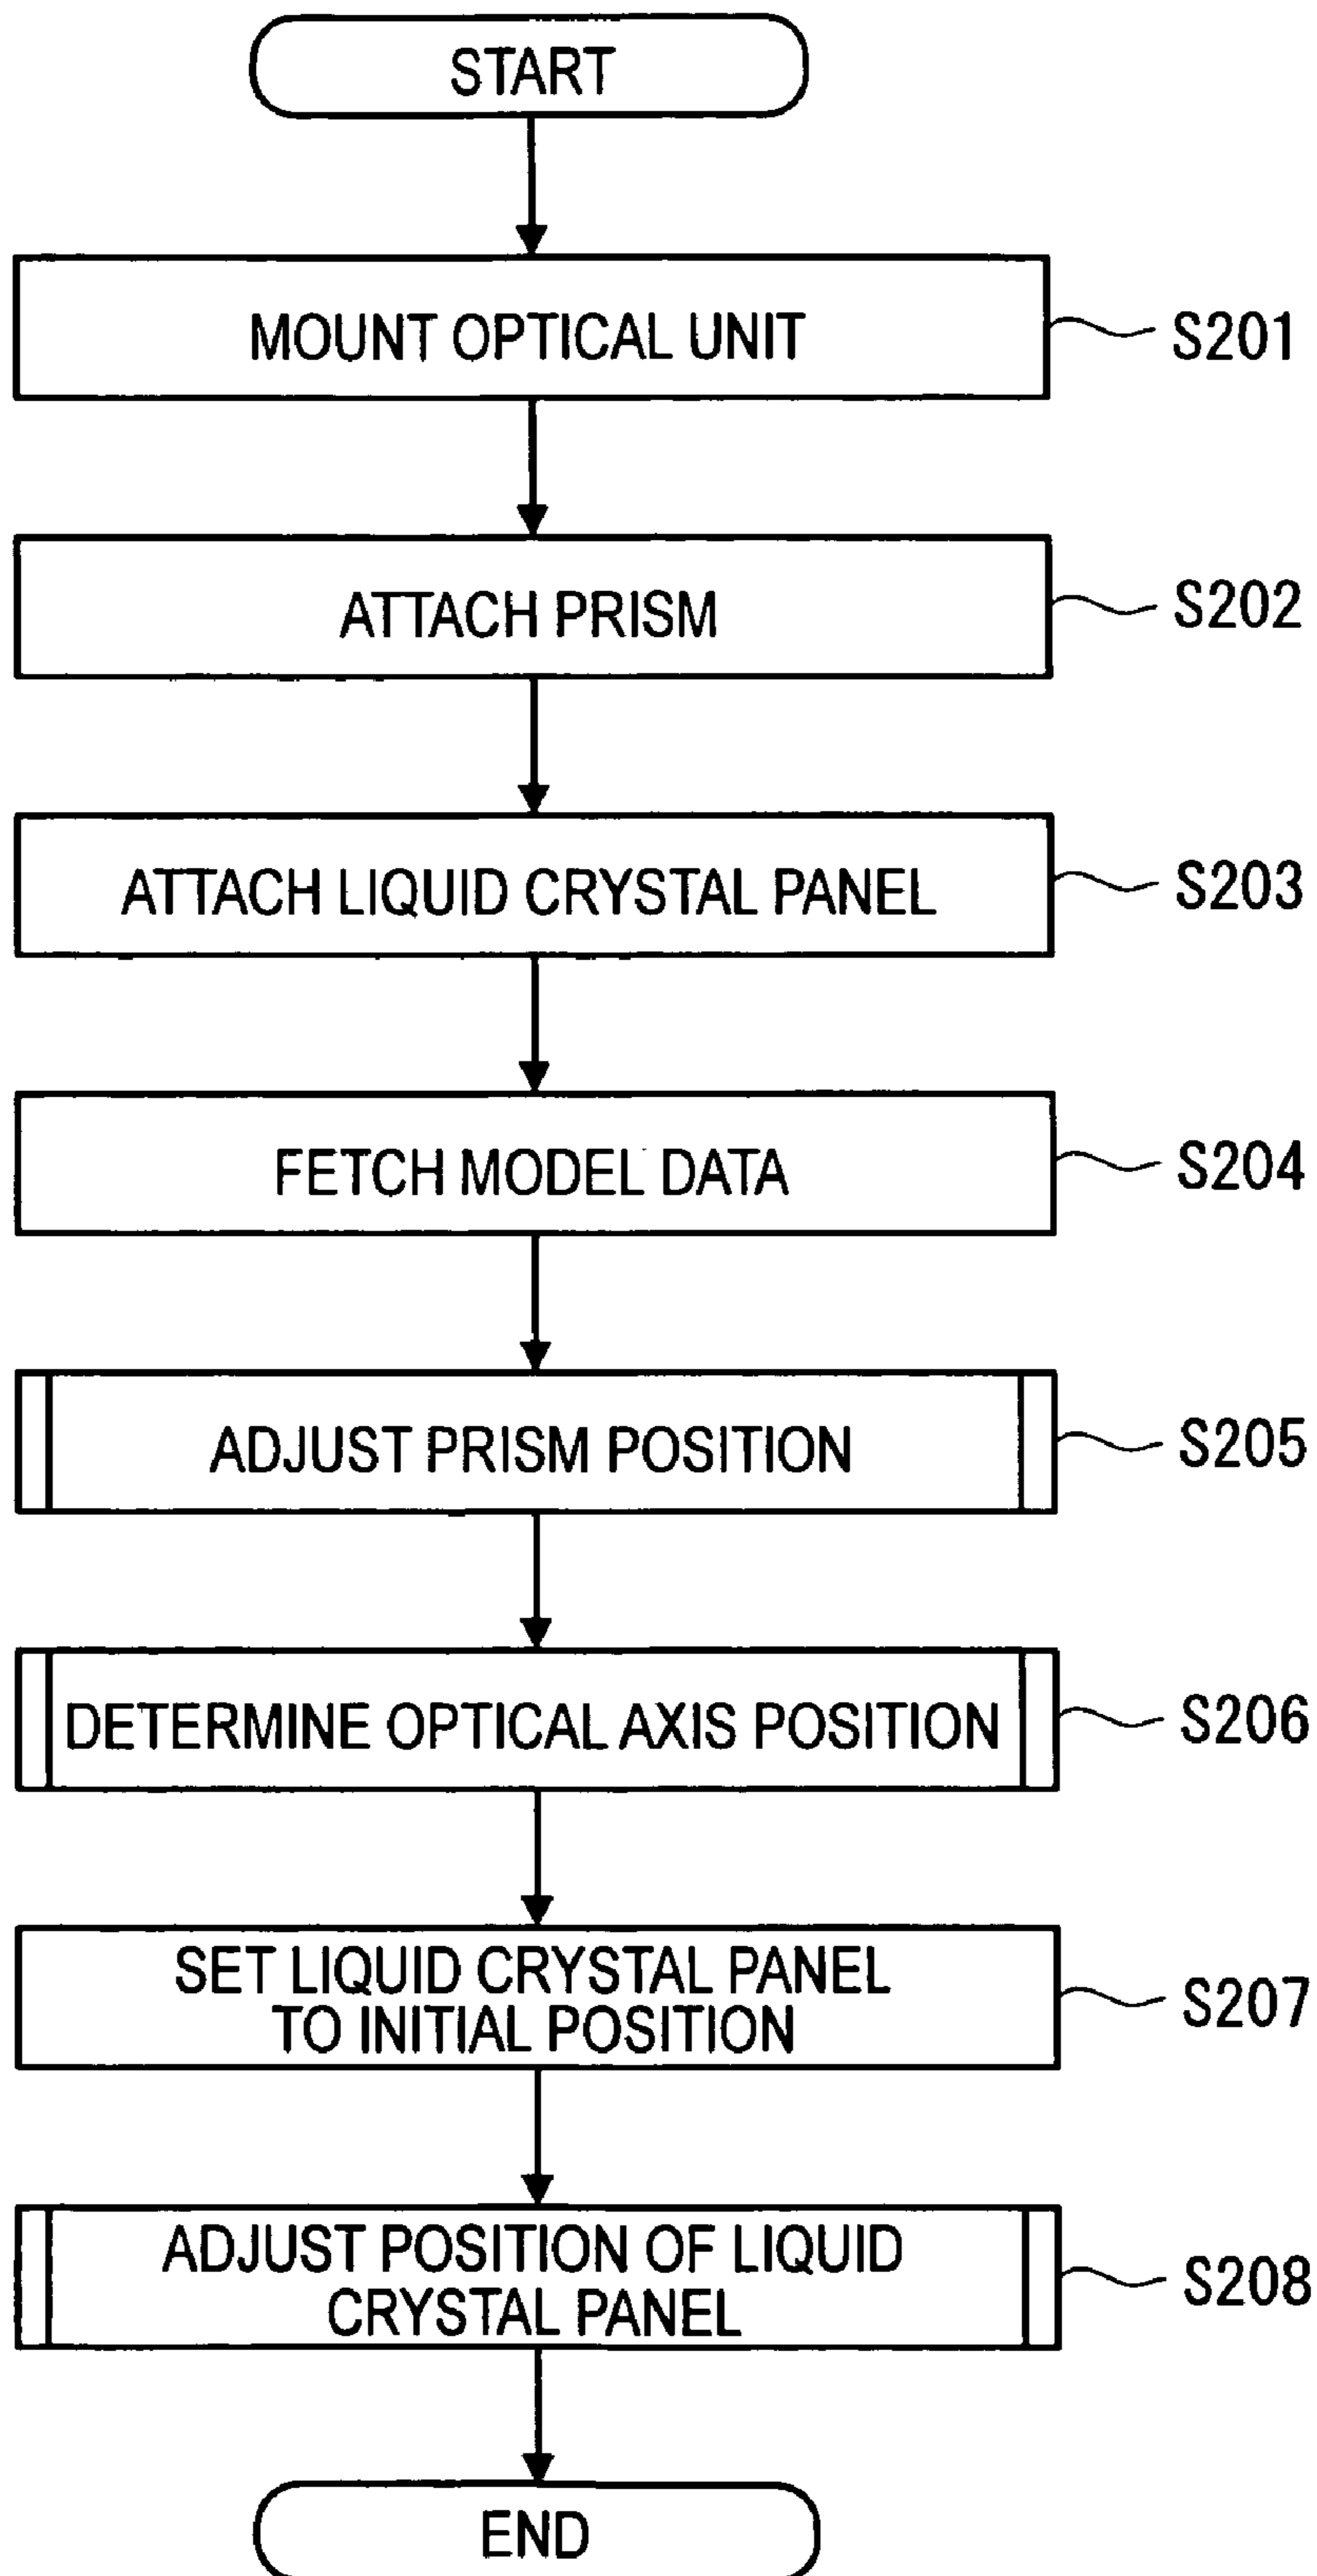 START
MOUNT OPTICAL UNIT
S201
ATTACH PRISM
S202
ATTACH LIQUID CRYSTAL PANEL
S203
FETCH MODEL DATA
S204
ADJUST PRISM POSITION
S205
DETERMINE OPTICAL AXIS POSITION
S206
SET LIQUID CRYSTAL PANEL
TO INITIAL POSITION
S207
ADJUST POSITION OF LIQUID
CRYSTAL PANEL
S208
END